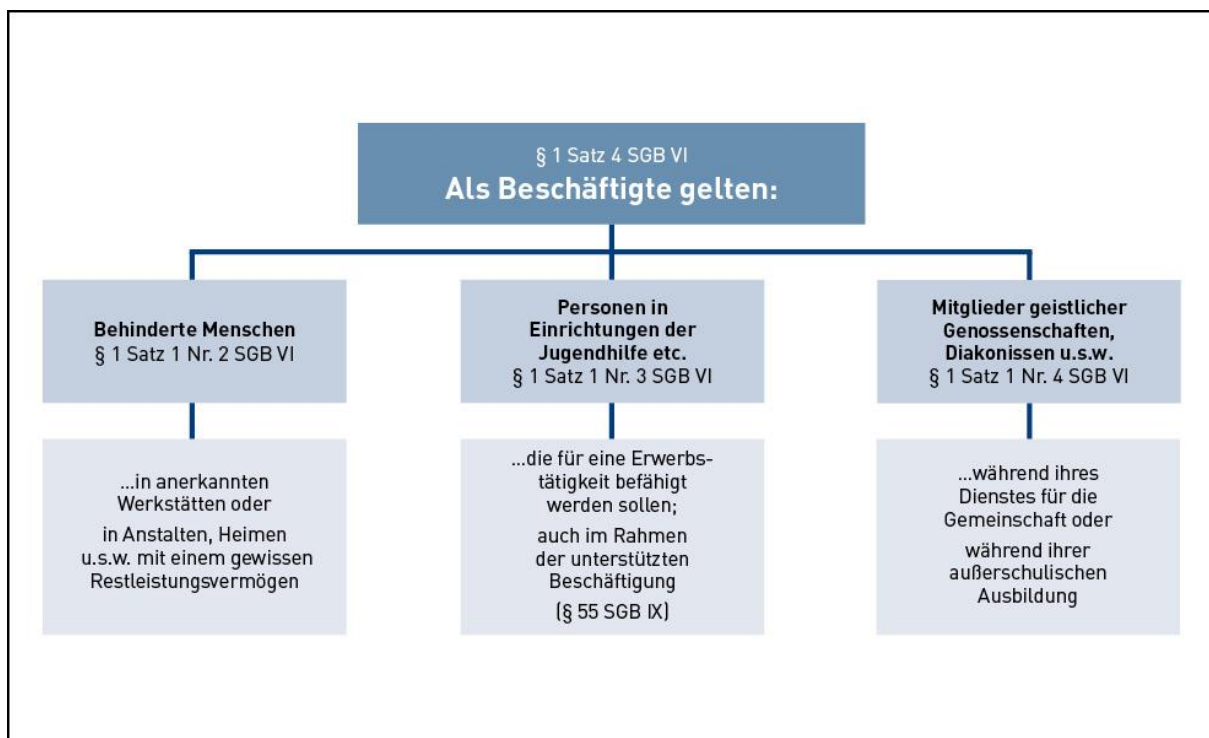 § 1 Satz 4 SGB VI
Als Beschäftigte gelten:
Behinderte Menschen
§ 1 Satz 1 Nr. 2 SGB VI
...in anerkannten
Werkstätten oder
in Anstalten, Heimen
u.s.w. mit einem gewissen
Restleistungsvermögen
Personen in
Einrichtungen der
Jugendhilfe etc.
§ 1 Satz 1 Nr. 3 SGB VI
...die für eine Erwerbs-
tätigkeit befähigt
werden sollen;
auch im Rahmen
der unterstützten
Beschäftigung
(§ 55 SGB IX)
Mitglieder geistlicher
Genossenschaften,
Diakonissen u.s.w.
§ 1 Satz 1 Nr. 4 SGB VI
...während ihres
Dienstes für die
Gemeinschaft oder
während ihrer
außerschulischen
Ausbildung